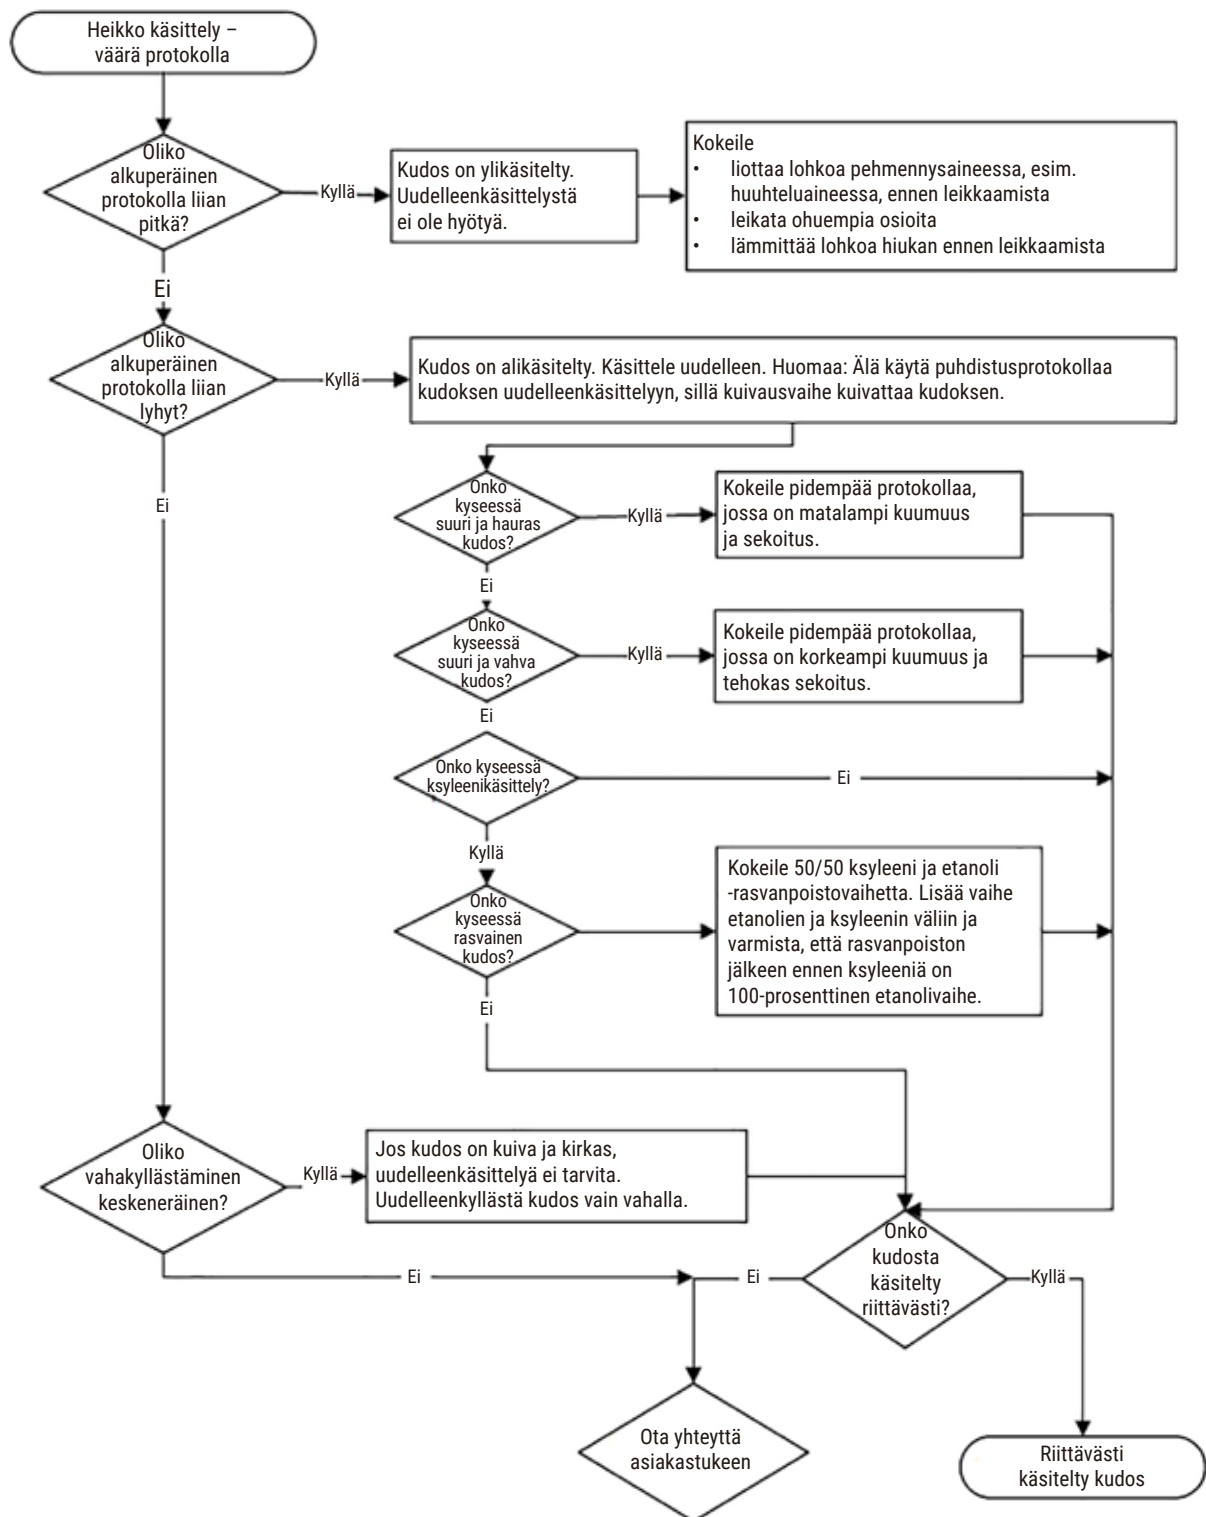 Heikko käsittely –
väärä protokolla
Oliko
alkuperäinen
protokolla liian
pitkä?
Kyllä
Kudos on ylikäsitelty.
Uudelleenkäsittelystä
ei ole hyötyä.
Kokeile
• liottaa lohkoa pehmennysaineessa, esim.
huuhteluaineessa, ennen leikkaamista
• leikata ohuempia osioita
• lämmittää lohkoa hiukan ennen leikkaamista
Ei
Oliko
alkuperäinen
protokolla liian
lyhyt?
Kyllä
Kudos on alikäsitelty. Käsittele uudelleen. Huomaa: Älä käytä puhdistusprotokollaa
kudoksen uudelleenkäsittelyyn, sillä kuivausvaihe kuivattaa kudoksen.
Ei
Onko
kyseessä
suuri ja hauras
kudos?
Kyllä
Kokeile pidempää protokollaa,
jossa on matalampi kuumuus
ja sekoitus.
Ei
Onko
kyseessä
suuri ja vahva
kudos?
Kyllä
Kokeile pidempää protokollaa,
jossa on korkeampi kuumuus ja
tehokas sekoitus.
Ei
Onko kyseessä
ksyleenikäsittely?
Ei
Kyllä
Onko
kyseessä
rasvainen
kudos?
Kokeile 50/50 ksyleeni ja etanoli
-rasvanpoistovaihetta. Lisää vaihe
etanolien ja ksyleenin väliin ja
varmista, että rasvanpoiston
jälkeen ennen ksyleeniä on
100-prosenttinen etanolivaihe.
Ei
Oliko
vahakyllästäminen
keskeneräinen?
Kyllä
Jos kudos on kuiva ja kirkas,
uudelleenkäsittelyä ei tarvita.
Uudelleenkyllästä kudos vain vahalla.
Ei
Onko
kudosta
käsitelty
riittävästi?
Ei
Kyllä
Ota yhteyttä
asiakastukeen
Riittävästi
käsitelty kudos